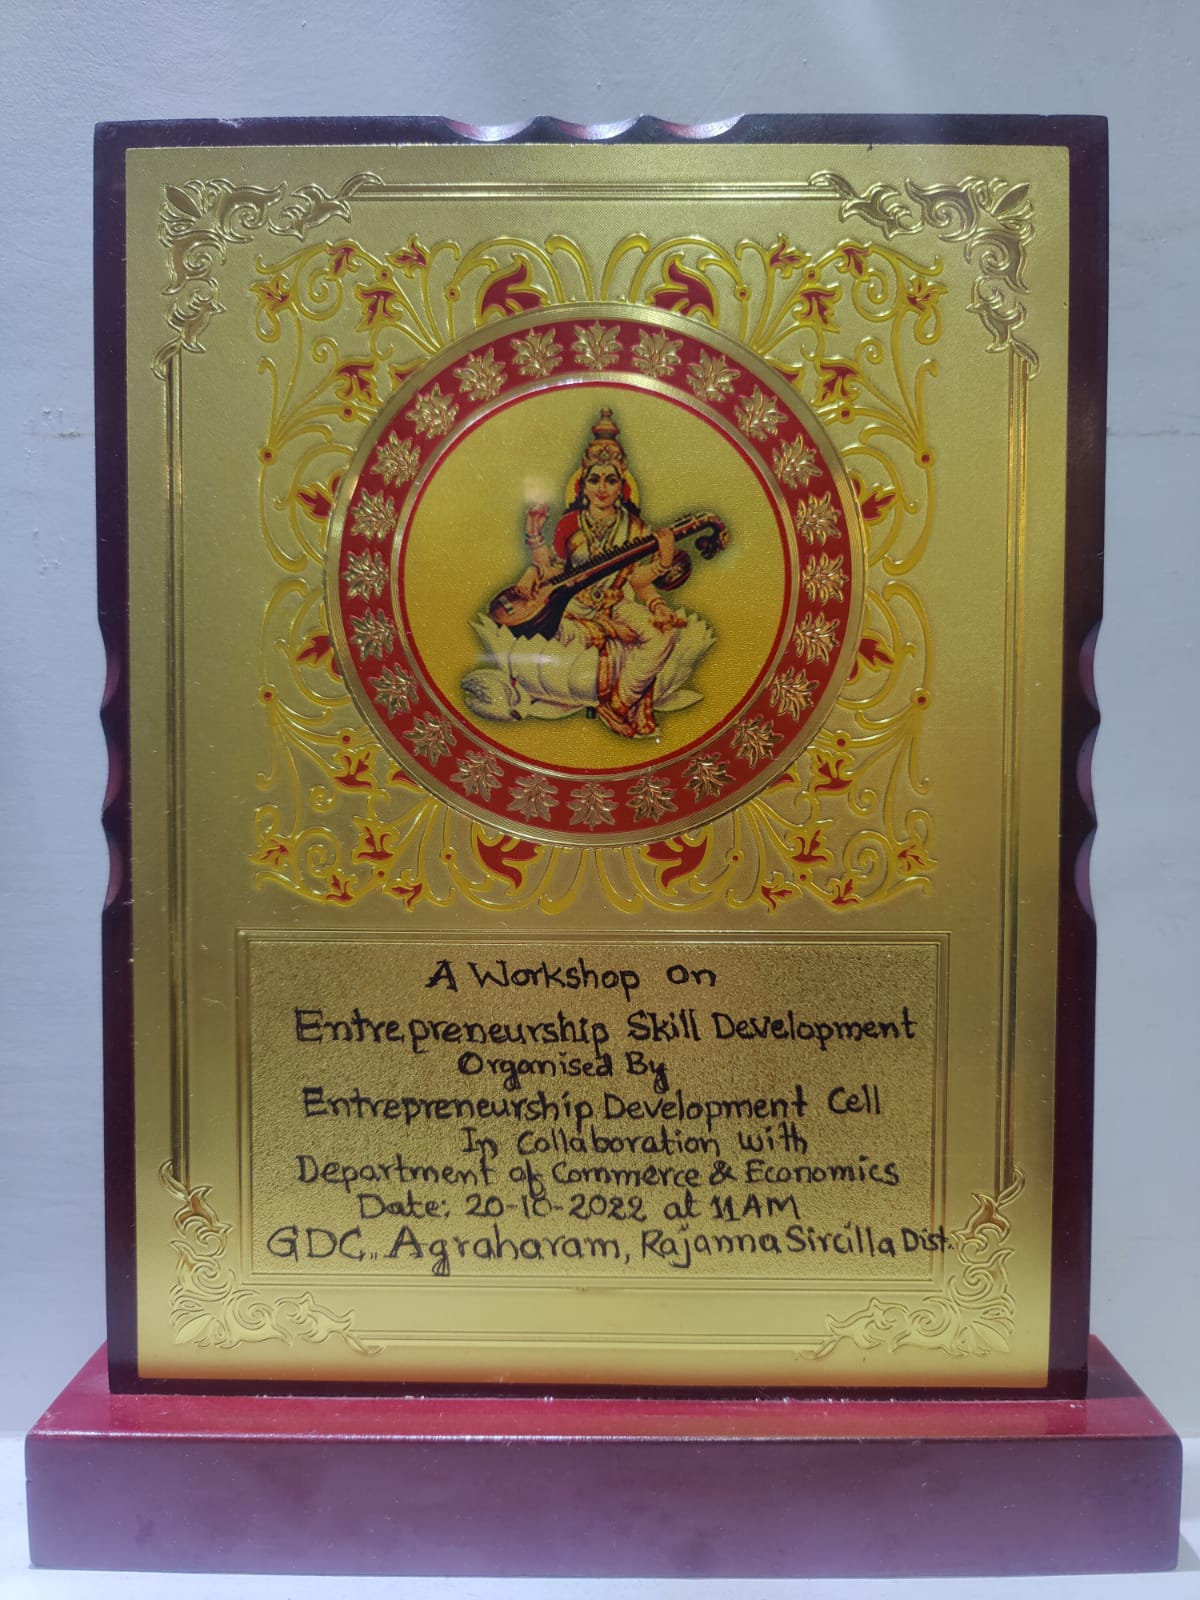 A Workshop on
Entrepreneurship Skill Development
Organised By
Entrepreneurship Development Cell
In Collaboration with
Department of Commerce & Economics
Date: 20-10-2022 at 11AM
GDC., Agraharam, Rajanna Sircilla Dist.